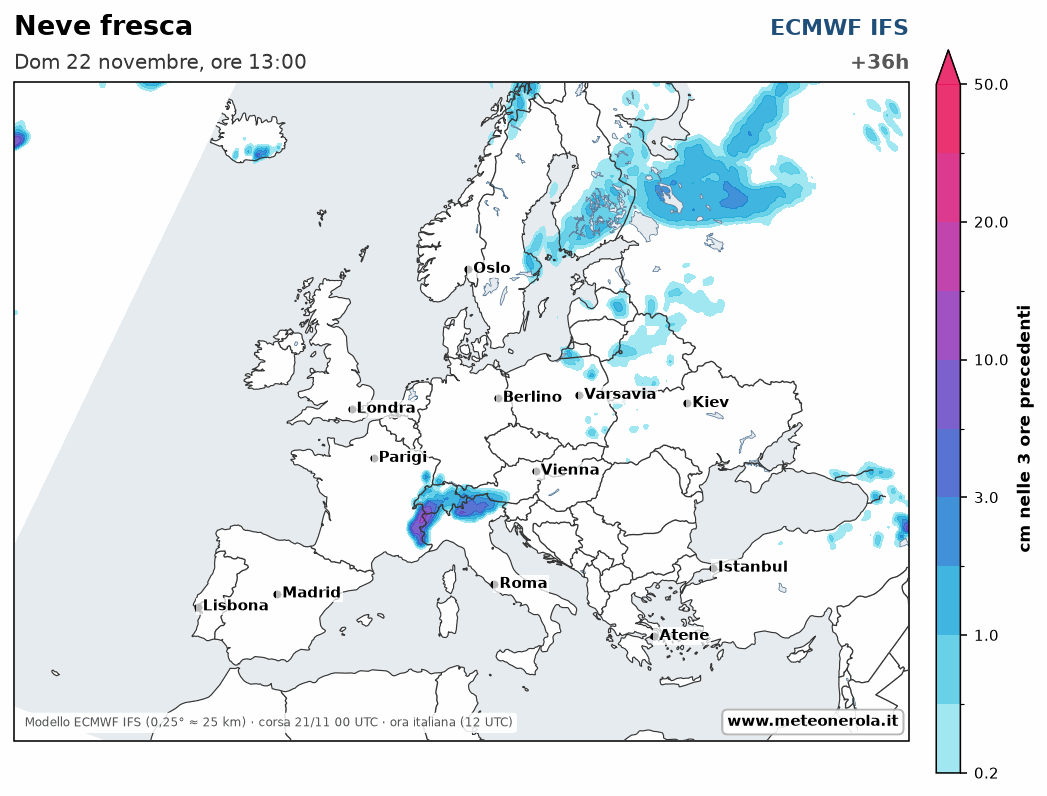 Neve fresca
ECMWF IFS
Dom 22 novembre, ore 13:00
+36h
50.0
20.0
10.0
3.0
1.0
0.2
cm nelle 3 ore precedenti
Oslo
Berlino
Varsavia
Kiev
Londra
Parigi
Vienna
Istanbul
Roma
Madrid
Lisbona
Atene
Modello ECMWF IFS (0,25° ≈ 25 km) · corsa 21/11 00 UTC · ora italiana (12 UTC)
www.meteonerola.it